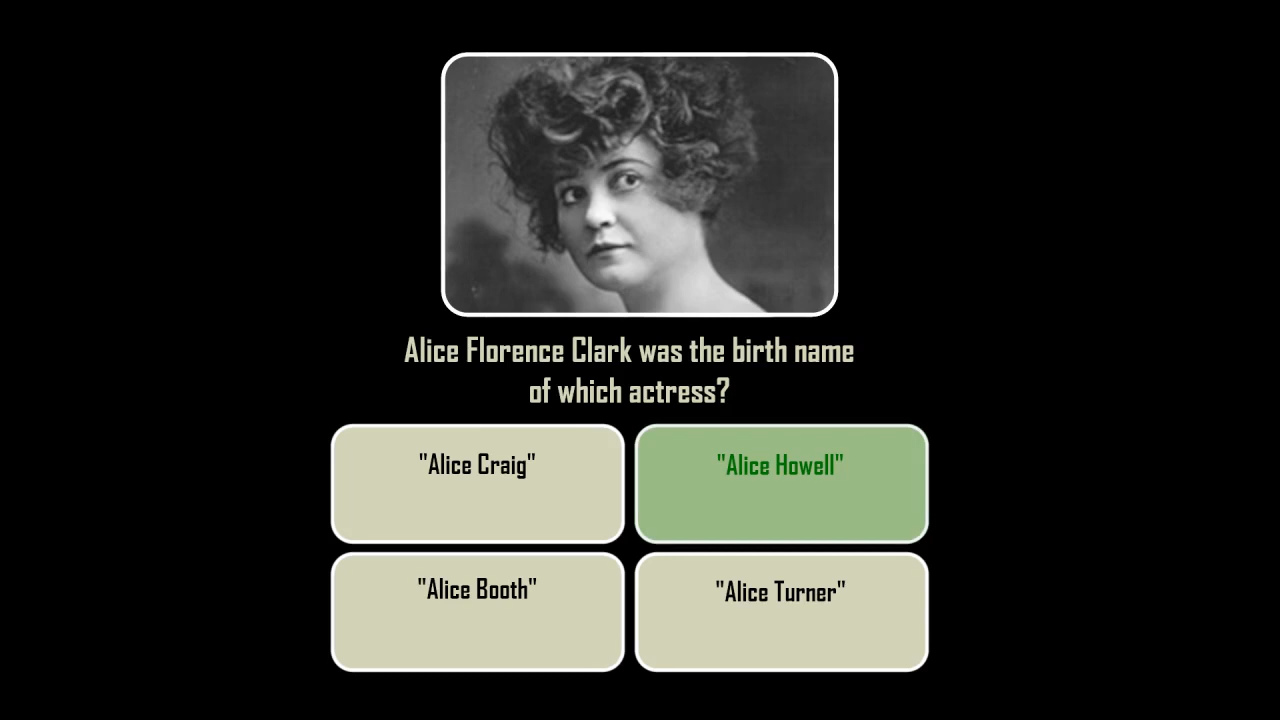 Alice Florence Clark was the birth name
of which actress?
"Alice Craig"
"Alice Howell"
"Alice Booth"
"Alice Turner"